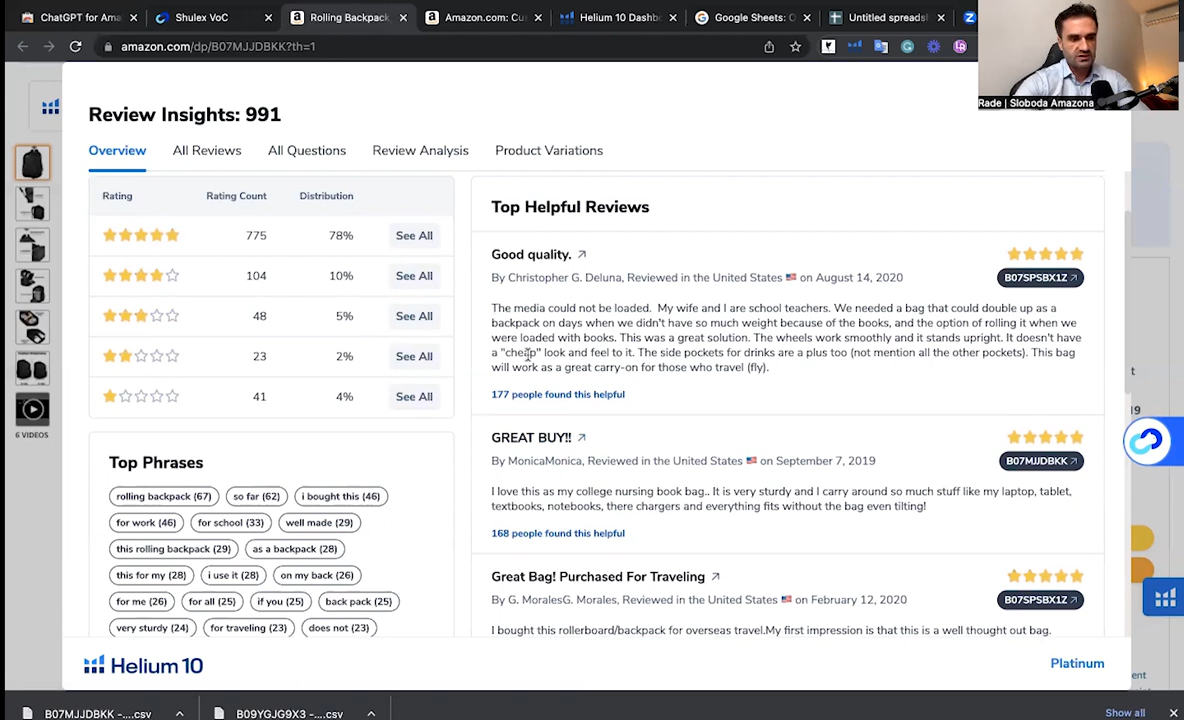 ChatGPT for Ama
Shulex VoC
Rolling Backpack
Amazon.com: Cu
Helium 10 Dashb
Google Sheets: O
Untitled spreads
amazon.com/dp/B07MJJDBKK?th=1
Rade | Sloboda Amazona
Review Insights: 991
Overview
All Reviews
All Questions
Review Analysis
Product Variations
Rating Rating Count Distribution
775 78% See All
104 10% See All
48 5% See All
23 2% See All
41 4% See All
6 VIDEOS
Top Phrases
rolling backpack (67) so far (62) i bought this (46)
for work (46) for school (33) well made (29)
this rolling backpack (29) as a backpack (28)
this for my (28) i use it (28) on my back (26)
for me (26) for all (25) if you (25) back pack (25)
very sturdy (24) for traveling (23) does not (23)
Top Helpful Reviews
Good quality.
By Christopher G. Deluna, Reviewed in the United States on August 14, 2020
B07SPSBX1Z
The media could not be loaded. My wife and I are school teachers. We needed a bag that could double up as a
backpack on days when we didn't have so much weight because of the books, and the option of rolling it when we
were loaded with books. This was a great solution. The wheels work smoothly and it stands upright. It doesn't have
a "cheap" look and feel to it. The side pockets for drinks are a plus too (not mention all the other pockets). This bag
will work as a great carry-on for those who travel (fly).
177 people found this helpful
GREAT BUY!!
By MonicaMonica, Reviewed in the United States on September 7, 2019
B07MJJDBKK
I love this as my college nursing book bag.. It is very sturdy and I carry around so much stuff like my laptop, tablet,
textbooks, notebooks, there chargers and everything fits without the bag even tilting!
168 people found this helpful
Great Bag! Purchased For Traveling
By G. MoralesG. Morales, Reviewed in the United States on February 12, 2020
B07SPSBX1Z
I bought this rollerboard/backpack for overseas travel.My first impression is that this is a well thought out bag.
Helium 10
Platinum
B07MJJDBKK -....csv
B09YGJG9X3 -....csv
Show all